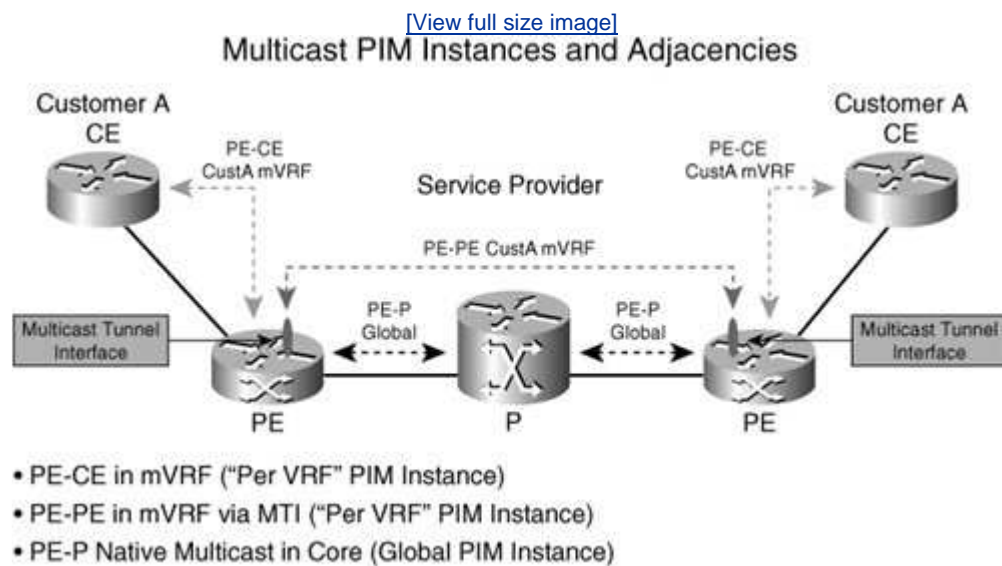 [View full size image]
Multicast PIM Instances and Adjacencies
Customer A
CE
PE-CE
CustA mVRF
Service Provider
PE-CE
CustA mVRF
Customer A
CE
PE-PE CustA mVRF
Multicast Tunnel
Interface
PE-P
Global
PE-P
Global
Multicast Tunnel
Interface
PE
P
PE
• PE-CE in mVRF (“Per VRF” PIM Instance)
• PE-PE in mVRF via MTI (“Per VRF” PIM Instance)
• PE-P Native Multicast in Core (Global PIM Instance)